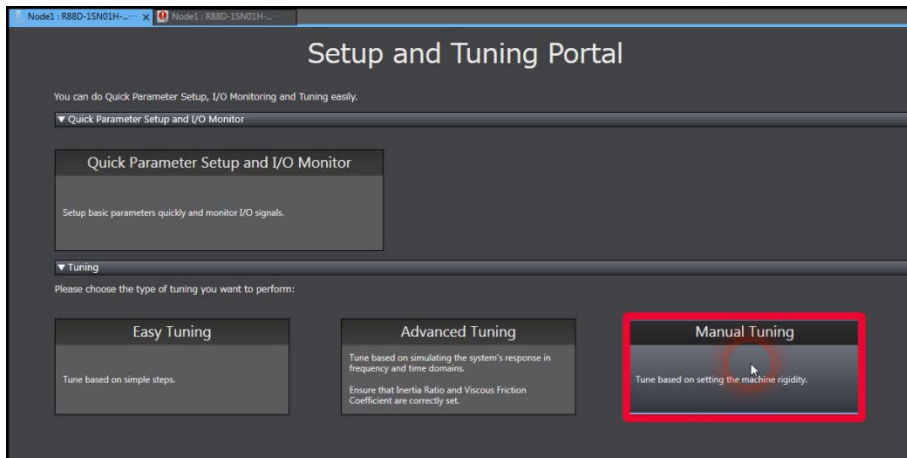 Node1 : R88D-1SN01H-...
Node1 : R88D-1SN01H-...
Setup and Tuning Portal
You can do Quick Parameter Setup, I/O Monitoring and Tuning easily.
▼ Quick Parameter Setup and I/O Monitor
Quick Parameter Setup and I/O Monitor
Setup basic parameters quickly and monitor I/O signals.
▼ Tuning
Please choose the type of tuning you want to perform:
Easy Tuning
Tune based on simple steps.
Advanced Tuning
Tune based on simulating the system's response in
frequency and time domains.
Ensure that Inertia Ratio and Viscous Friction
Coefficient are correctly set.
Manual Tuning
Tune based on setting the machine rigidity.